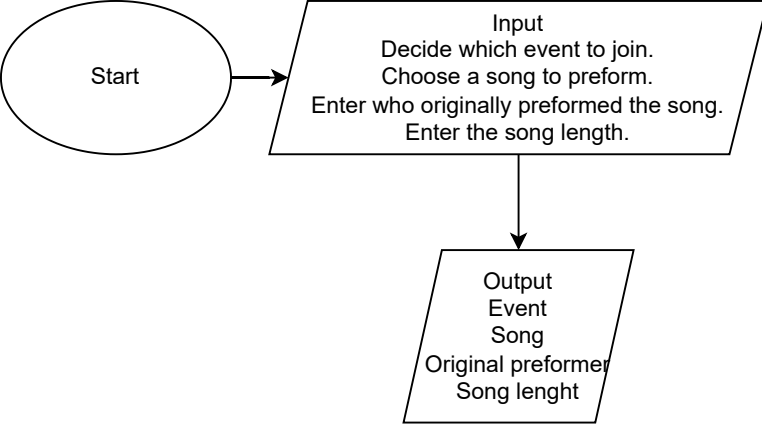 Start
Input
Decide which event to join.
Choose a song to preform.
Enter who originally preformed the song.
Enter the song length.
Output
Event
Song
Original preformer
Song lenght